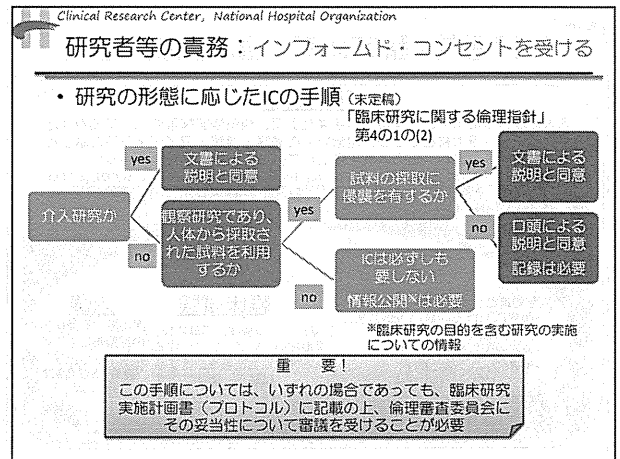 Clinical Research Center, National Hospital Organization
研究者等の責務：インフォームド・コンセントを受ける
・研究の形態に応じたICの手順（未定稿）
「臨床研究に関する倫理指針」
第4の1の(2)
介入研究か
yes
文書による
説明と同意
no
観察研究であり、
人体から採取さ
れた試料を利用
するか
yes
試料の採取に
侵襲を有するか
yes
文書による
説明と同意
no
口頭による
説明と同意
記録は必要
no
ICは必ずしも
要しない
情報公開※は必要
※臨床研究の目的を含む研究の実施
についての情報
重　要！
この手順については、いずれの場合であっても、臨床研究
実施計画書（プロトコル）に記載の上、倫理審査委員会に
その妥当性について審議を受けることが必要